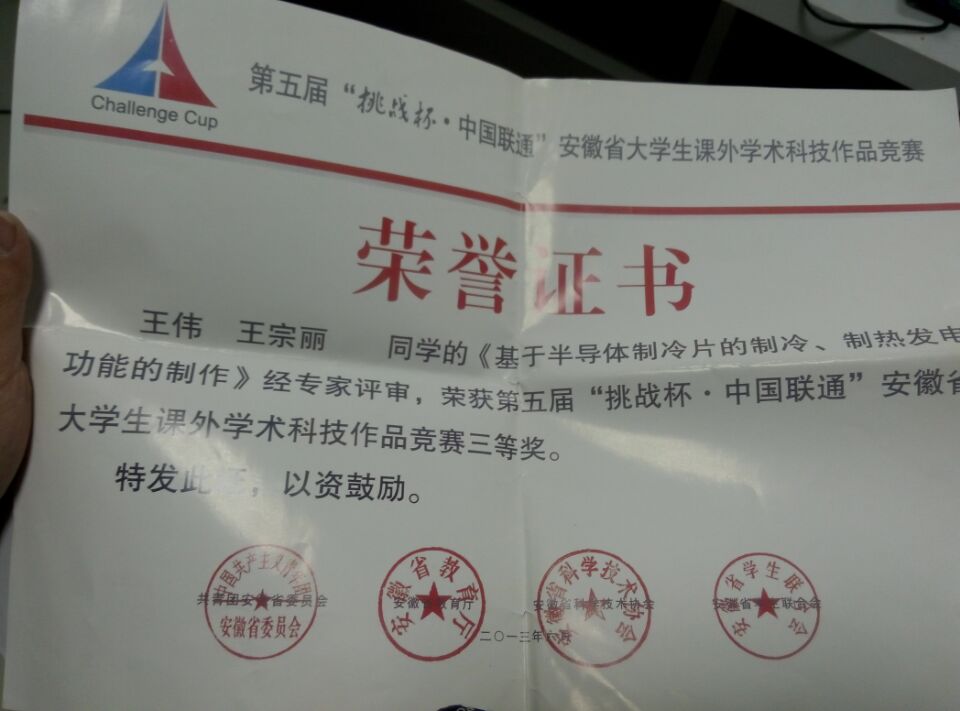 Challenge Cup
第五届“挑战杯·中国联通”安徽省大学生课外学术科技作品竞赛
荣誉证书
王伟 王宗丽 同学的《基于半导体制冷片的制冷、制热发电
功能的制作》经专家评审，荣获第五届“挑战杯·中国联通”安徽省
大学生课外学术科技作品竞赛三等奖。
特发此证，以资鼓励。
中国共产主义青年团
共青团安徽省委员会
安徽省委员会
安徽省教育厅
安徽省教育厅
安徽省科学技术协会
安徽省科学技术协会
安徽省学生联合会
安徽省学生联合会
二〇一三年六月